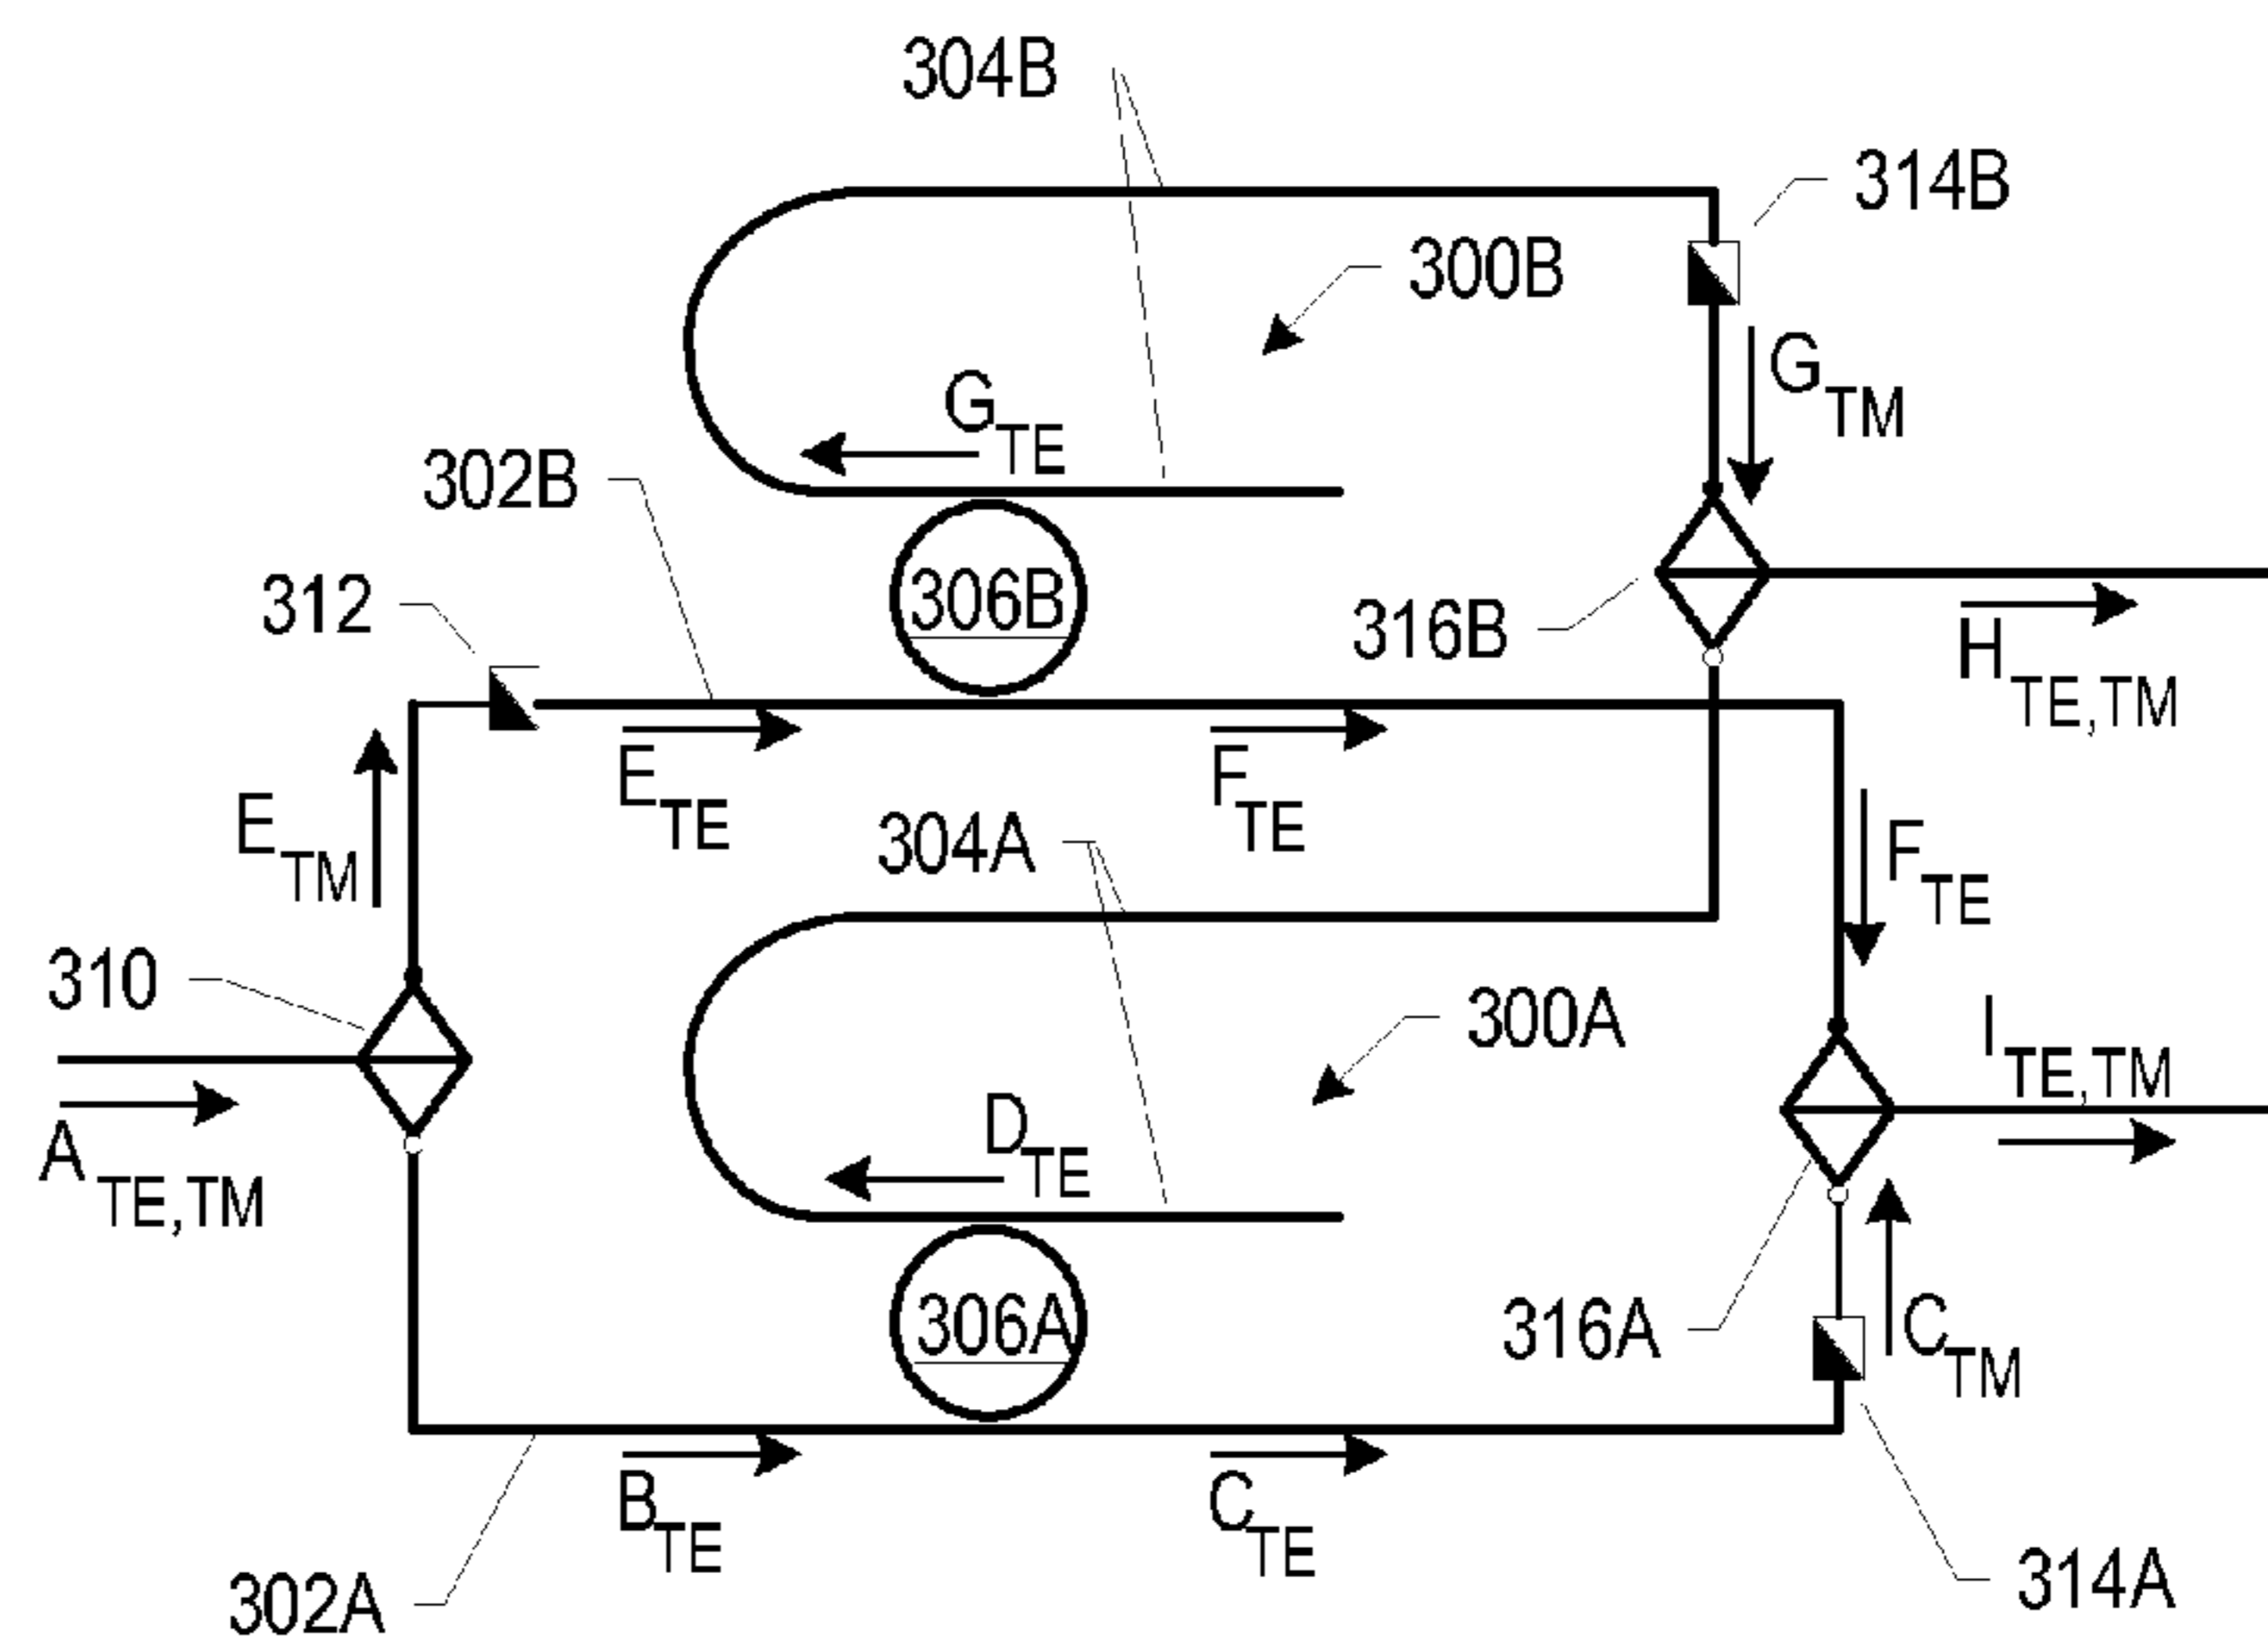 304B
314B
300B
G TM
G TE
302B
306B
312
316B
H TE,TM
E TE
F TE
E TM
304A
F TE
310
300A
I TE,TM
D TE
A TE,TM
306A
316A
C TM
B TE
C TE
302A
314A